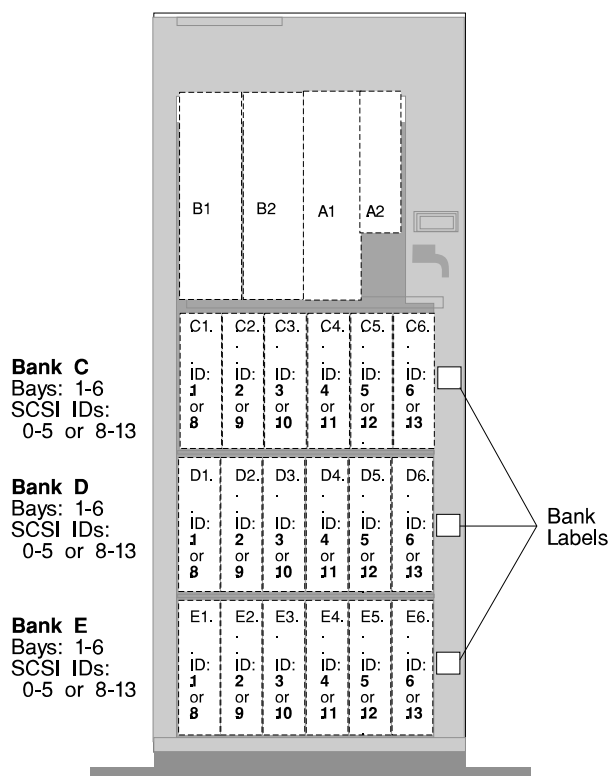 B1 B2 A1 A2
C1. C2. C3. C4. C5. C6.
. . . . . .
ID: ID: ID: ID: ID: ID:
1 2 3 4 5 6
or or or or or or
8 9 10 11 12 13
Bank C
Bays: 1-6
SCSI IDs:
0-5 or 8-13
D1. D2. D3. D4. D5. D6.
. . . . . .
ID: ID: ID: ID: ID: ID:
1 2 3 4 5 6
or or or or or or
8 9 10 11 12 13
Bank D
Bays: 1-6
SCSI IDs:
0-5 or 8-13
Bank
Labels
E1. E2. E3. E4. E5. E6.
. . . . . .
ID: ID: ID: ID: ID: ID:
1 2 3 4 5 6
or or or or or or
8 9 10 11 12 13
Bank E
Bays: 1-6
SCSI IDs:
0-5 or 8-13